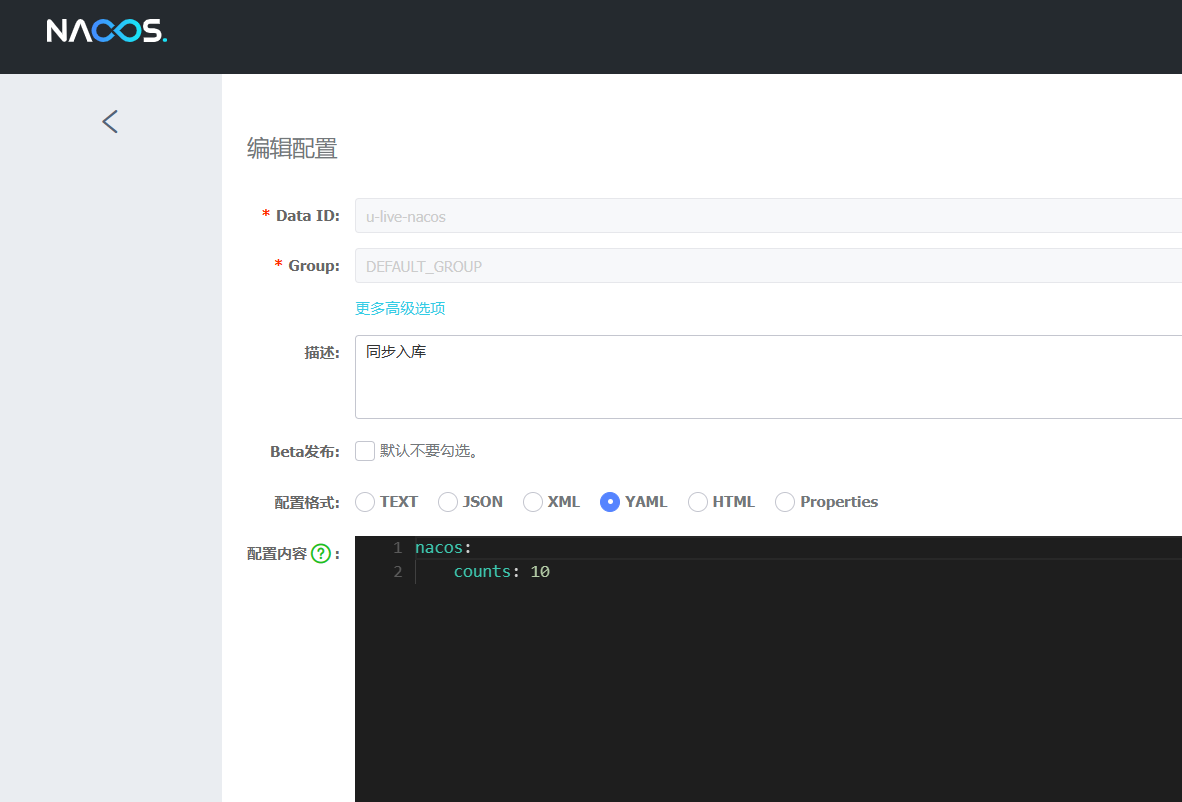 NACOS.
编辑配置
* Data ID: u-live-nacos
* Group: DEFAULT_GROUP
更多高级选项
描述: 同步入库
Beta发布: 默认不要勾选。
配置格式: TEXT JSON XML YAML HTML Properties
配置内容 ? : 1 nacos:
2 counts: 10